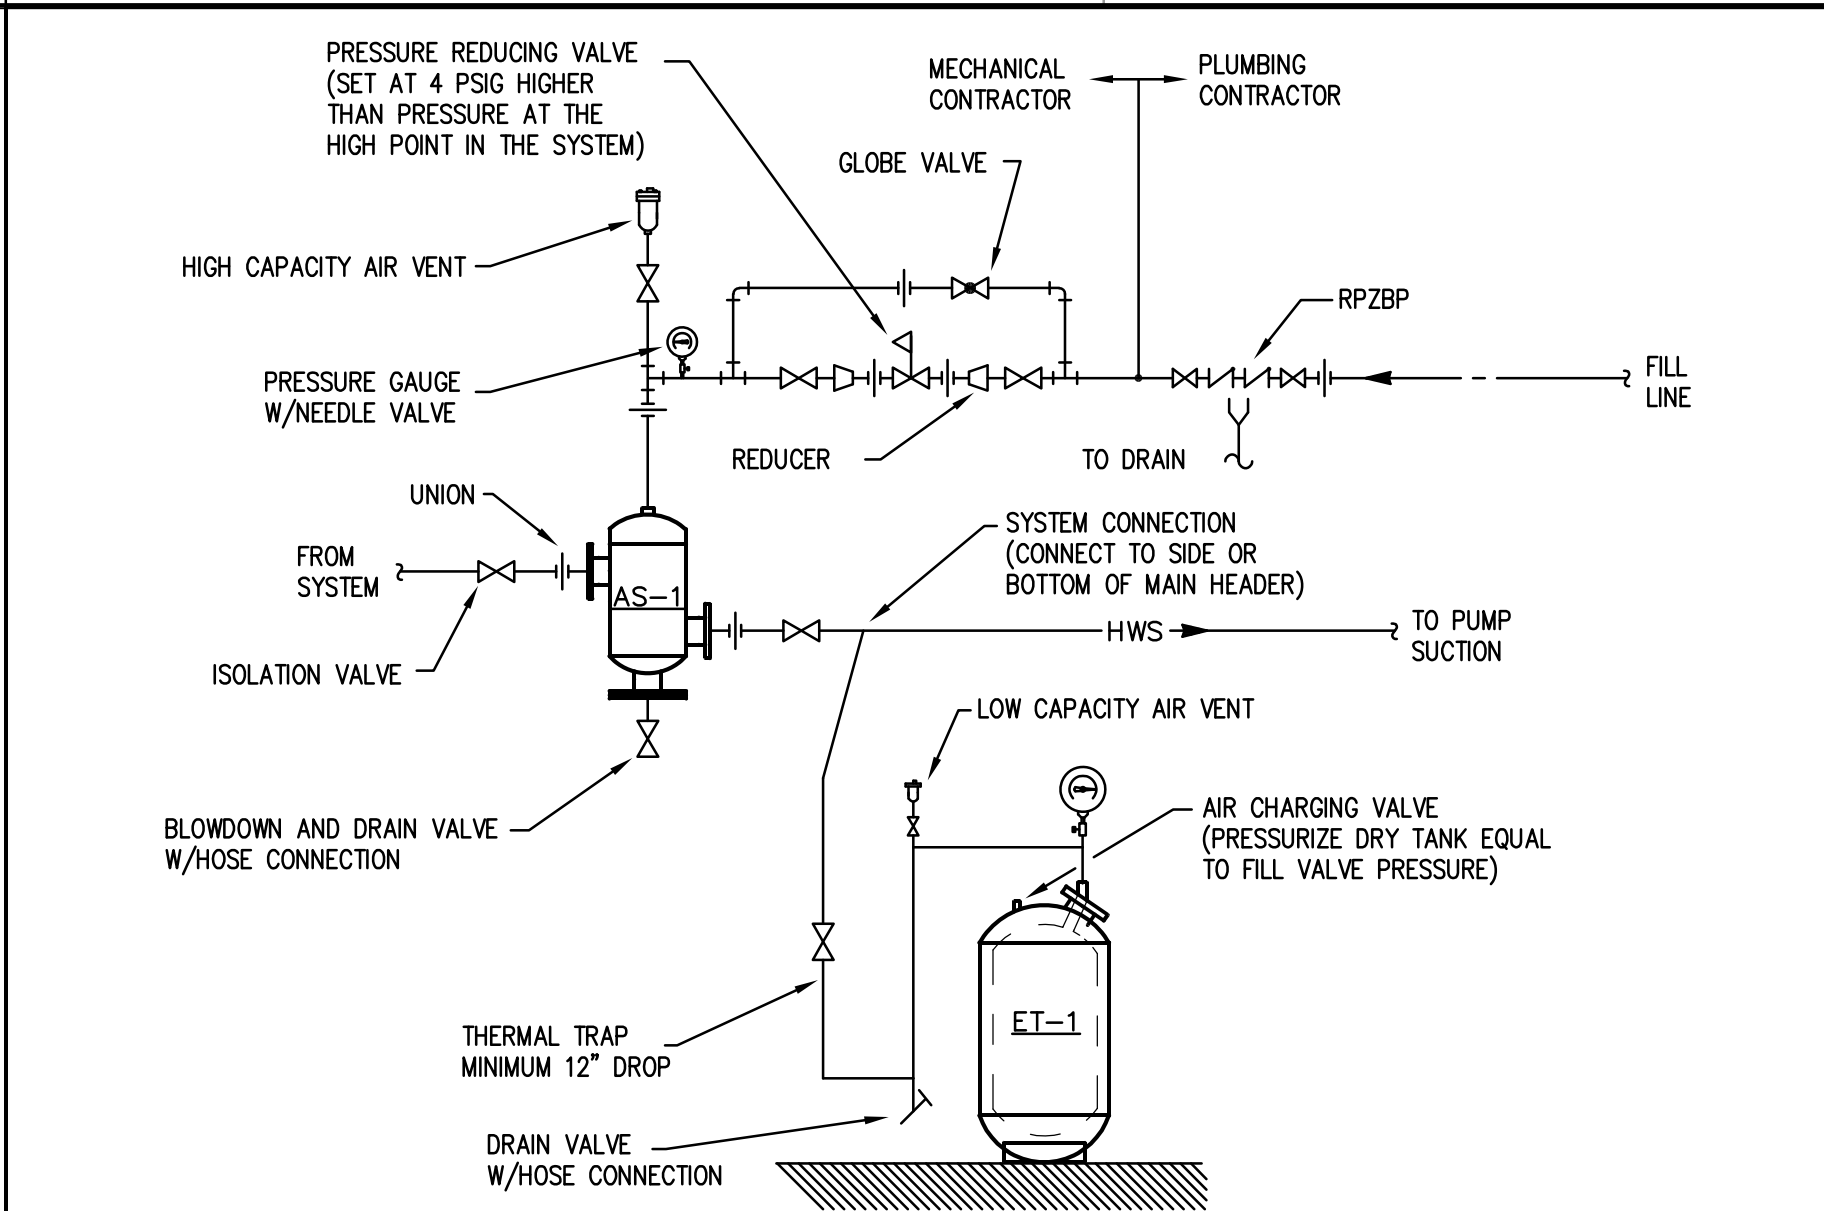 PRESSURE REDUCING VALVE
(SET AT 4 PSIG HIGHER
THAN PRESSURE AT THE
HIGH POINT IN THE SYSTEM)
MECHANICAL
CONTRACTOR
PLUMBING
CONTRACTOR
GLOBE VALVE
HIGH CAPACITY AIR VENT
RPZBP
PRESSURE GAUGE
W/NEEDLE VALVE
FILL
LINE
REDUCER
TO DRAIN
UNION
FROM
SYSTEM
SYSTEM CONNECTION
(CONNECT TO SIDE OR
BOTTOM OF MAIN HEADER)
AS-1
HWS
TO PUMP
SUCTION
ISOLATION VALVE
LOW CAPACITY AIR VENT
BLOWDOWN AND DRAIN VALVE
W/HOSE CONNECTION
AIR CHARGING VALVE
(PRESSURIZE DRY TANK EQUAL
TO FILL VALVE PRESSURE)
ET-1
THERMAL TRAP
MINIMUM 12" DROP
DRAIN VALVE
W/HOSE CONNECTION